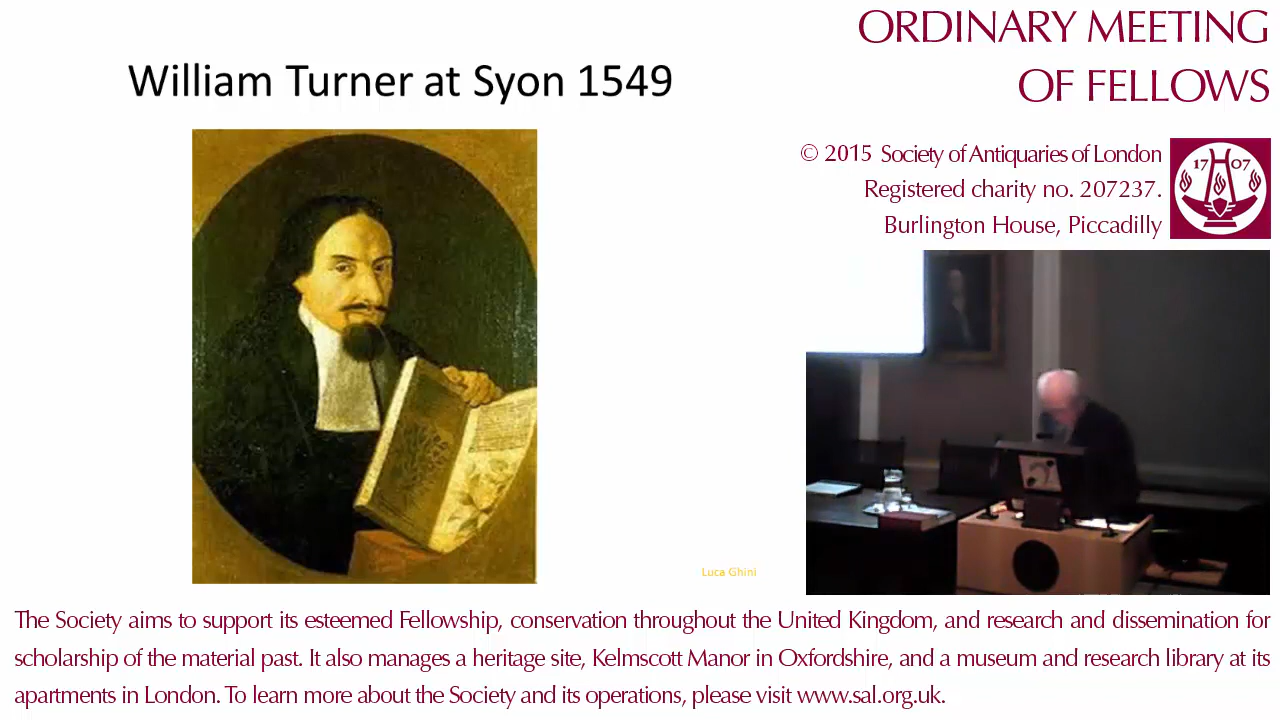 William Turner at Syon 1549
Luca Ghini
ORDINARY MEETING
OF FELLOWS
© 2015 Society of Antiquaries of London
Registered charity no. 207237.
Burlington House, Piccadilly
17 07
The Society aims to support its esteemed Fellowship, conservation throughout the United Kingdom, and research and dissemination for
scholarship of the material past. It also manages a heritage site, Kelmscott Manor in Oxfordshire, and a museum and research library at its
apartments in London. To learn more about the Society and its operations, please visit www.sal.org.uk.